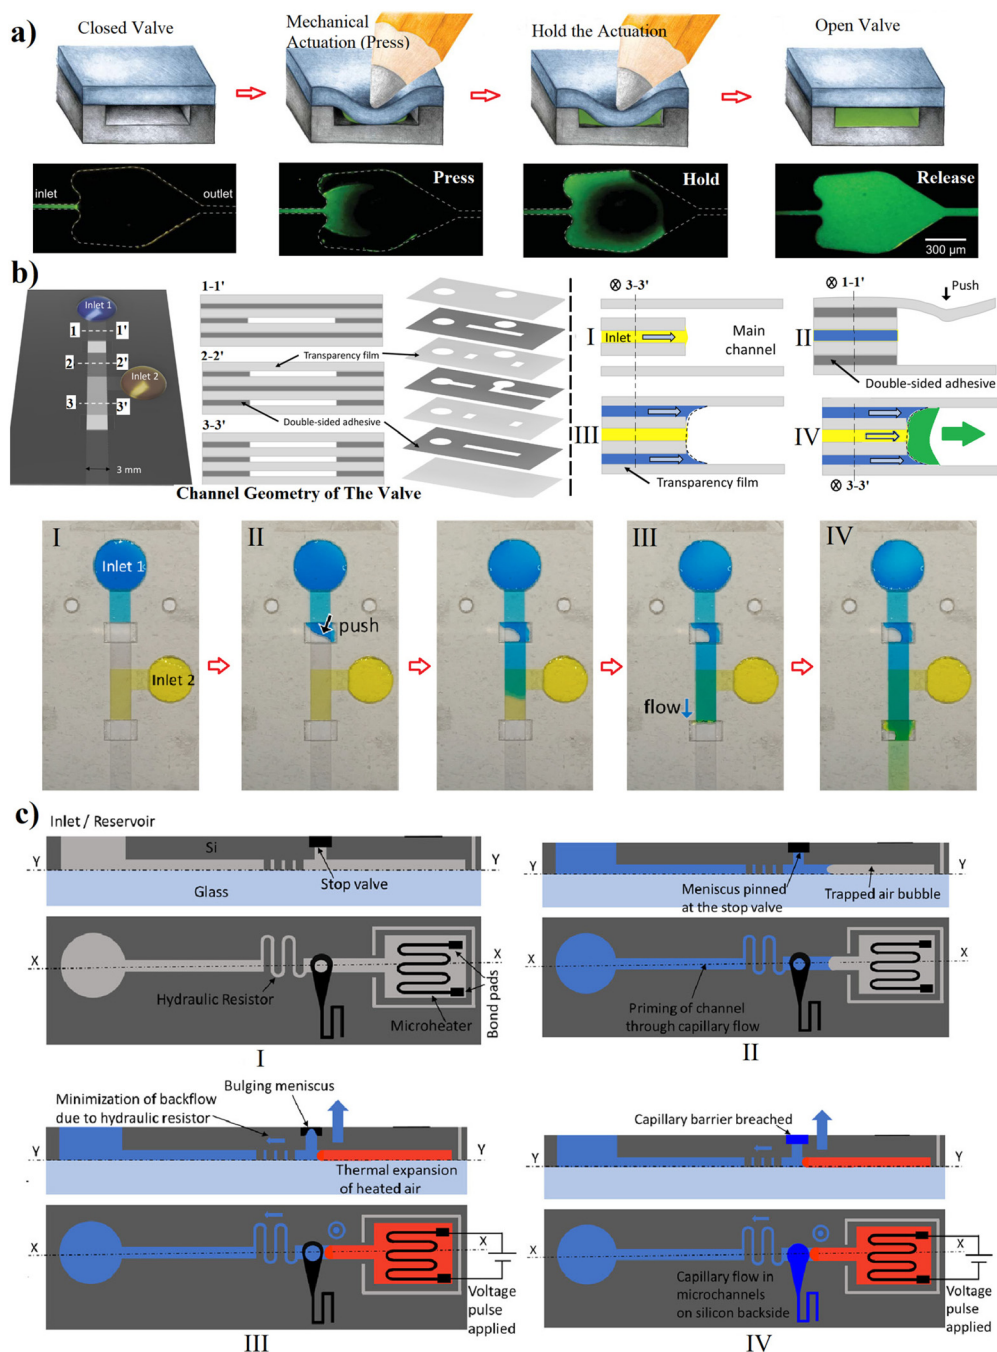 a)
Closed Valve
Mechanical
Actuation (Press)
Hold the Actuation
Open Valve
inlet
outlet
Press
Hold
Release
300 µm
b)
Inlet 1
1
1'
2
2'
Inlet 2
3
3'
3 mm
1-1'
2-2'
Transparency film
Double-sided adhesive
3-3'
Channel Geometry of The Valve
⊗ 3-3'
I
Inlet
Main
channel
⊗ 1-1'
Push
II
Double-sided adhesive
III
Transparency film
IV
⊗ 3-3'
I
Inlet 1
Inlet 2
II
push
III
flow
IV
c)
Inlet / Reservoir
Si
Y
Y
Stop valve
Glass
X
X
Hydraulic Resistor
Microheater
Bond pads
I
Y
Y
Meniscus pinned
at the stop valve
Trapped air bubble
X
X
Priming of channel
through capillary flow
II
Minimization of backflow
due to hydraulic resistor
Bulging meniscus
Y
Y
Thermal expansion
of heated air
X
X
Voltage
pulse
applied
III
Capillary barrier breached
Y
Y
X
X
Capillary flow in
microchannels
on silicon backside
Voltage
pulse
applied
IV